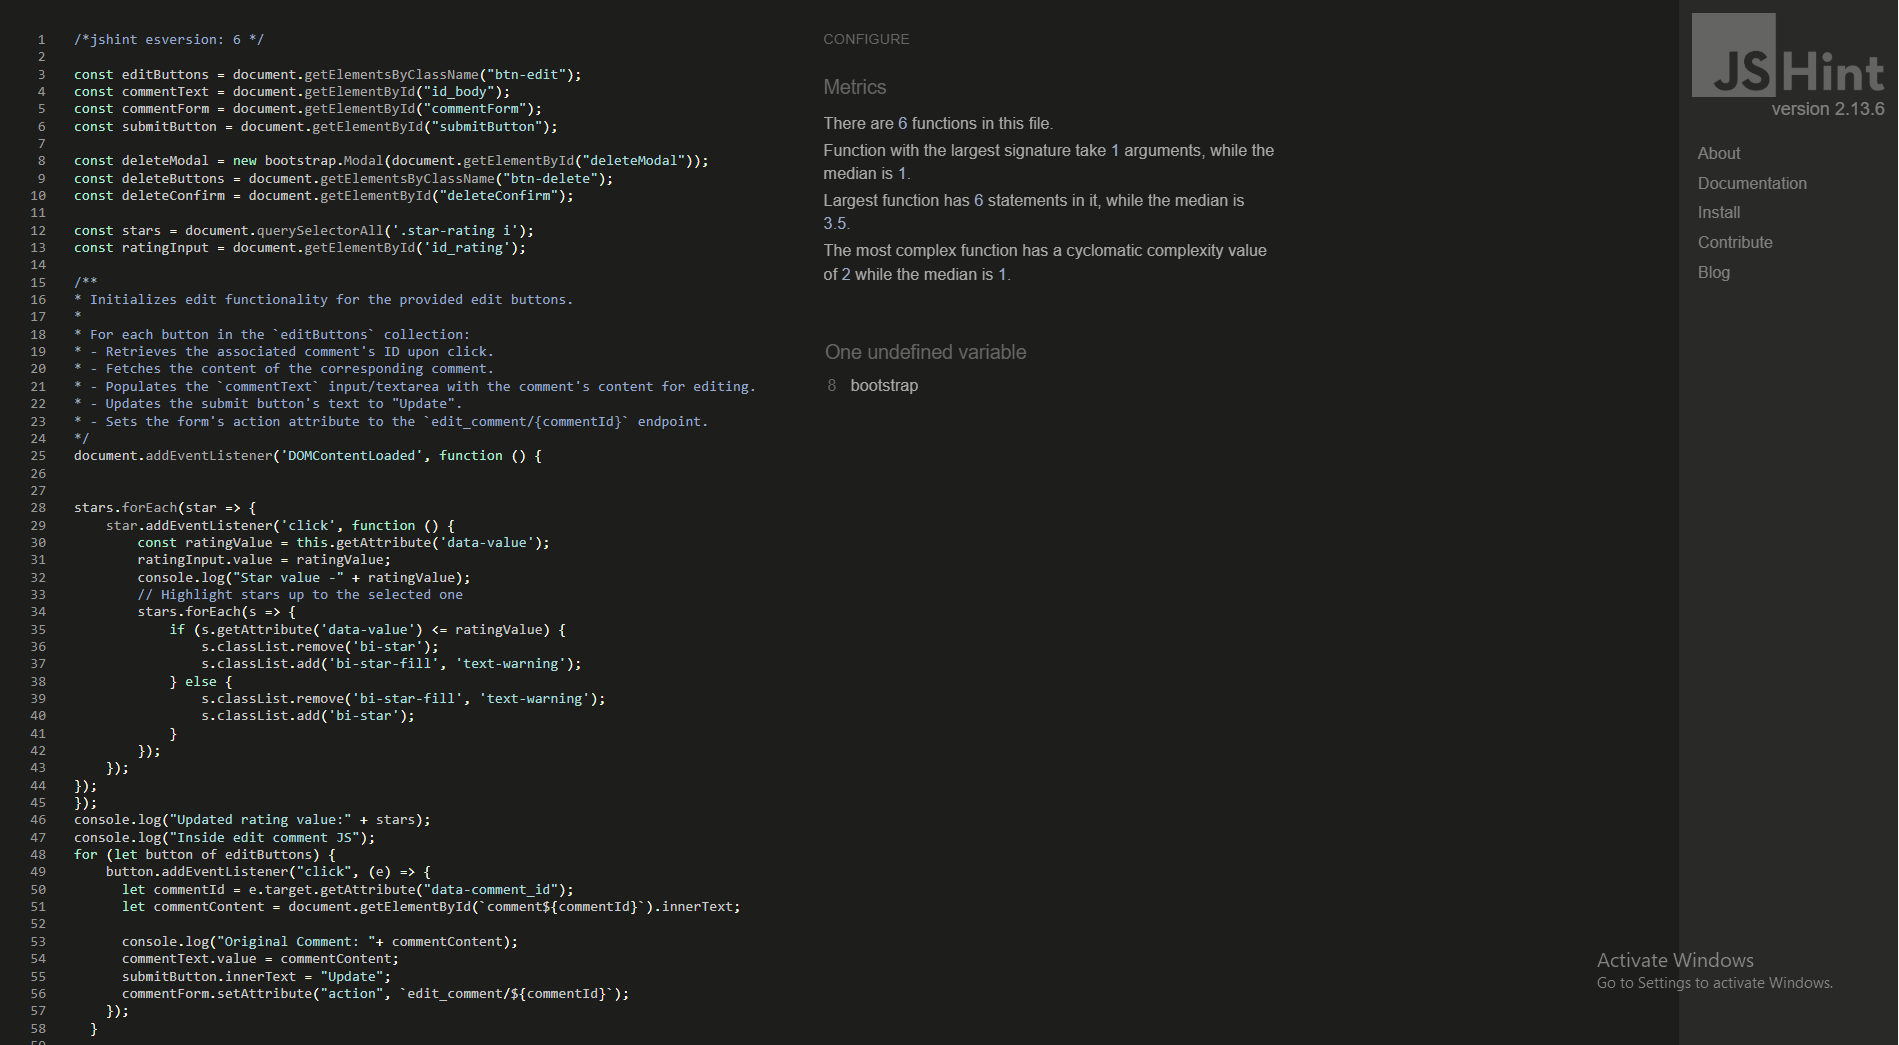 1 /*jshint esversion: 6 */
2
3 const editButtons = document.getElementsByClassName("btn-edit");
4 const commentText = document.getElementById("id_body");
5 const commentForm = document.getElementById("commentForm");
6 const submitButton = document.getElementById("submitButton");
7
8 const deleteModal = new bootstrap.Modal(document.getElementById("deleteModal"));
9 const deleteButtons = document.getElementsByClassName("btn-delete");
10 const deleteConfirm = document.getElementById("deleteConfirm");
11
12 const stars = document.querySelectorAll('.star-rating i');
13 const ratingInput = document.getElementById('id_rating');
14
15 /**
16 * Initializes edit functionality for the provided edit buttons.
17 *
18 * For each button in the `editButtons` collection:
19 * - Retrieves the associated comment's ID upon click.
20 * - Fetches the content of the corresponding comment.
21 * - Populates the `commentText` input/textarea with the comment's content for editing.
22 * - Updates the submit button's text to "Update".
23 * - Sets the form's action attribute to the `edit_comment/{commentId}` endpoint.
24 */
25 document.addEventListener('DOMContentLoaded', function () {
26
27
28 stars.forEach(star => {
29 star.addEventListener('click', function () {
30 const ratingValue = this.getAttribute('data-value');
31 ratingInput.value = ratingValue;
32 console.log("Star value -" + ratingValue);
33 // Highlight stars up to the selected one
34 stars.forEach(s => {
35 if (s.getAttribute('data-value') <= ratingValue) {
36 s.classList.remove('bi-star');
37 s.classList.add('bi-star-fill', 'text-warning');
38 } else {
39 s.classList.remove('bi-star-fill', 'text-warning');
40 s.classList.add('bi-star');
41 }
42 });
43 });
44 });
45 });
46 console.log("Updated rating value:" + stars);
47 console.log("Inside edit comment JS");
48 for (let button of editButtons) {
49 button.addEventListener("click", (e) => {
50 let commentId = e.target.getAttribute("data-comment_id");
51 let commentContent = document.getElementById(`comment${commentId}`).innerText;
52
53 console.log("Original Comment: "+ commentContent);
54 commentText.value = commentContent;
55 submitButton.innerText = "Update";
56 commentForm.setAttribute("action", `edit_comment/${commentId}`);
57 });
58 }
CONFIGURE
Metrics
There are 6 functions in this file.
Function with the largest signature take 1 arguments, while the
median is 1.
Largest function has 6 statements in it, while the median is
3.5.
The most complex function has a cyclomatic complexity value
of 2 while the median is 1.
One undefined variable
8 bootstrap
JSHint
version 2.13.6
About
Documentation
Install
Contribute
Blog
Activate Windows
Go to Settings to activate Windows.